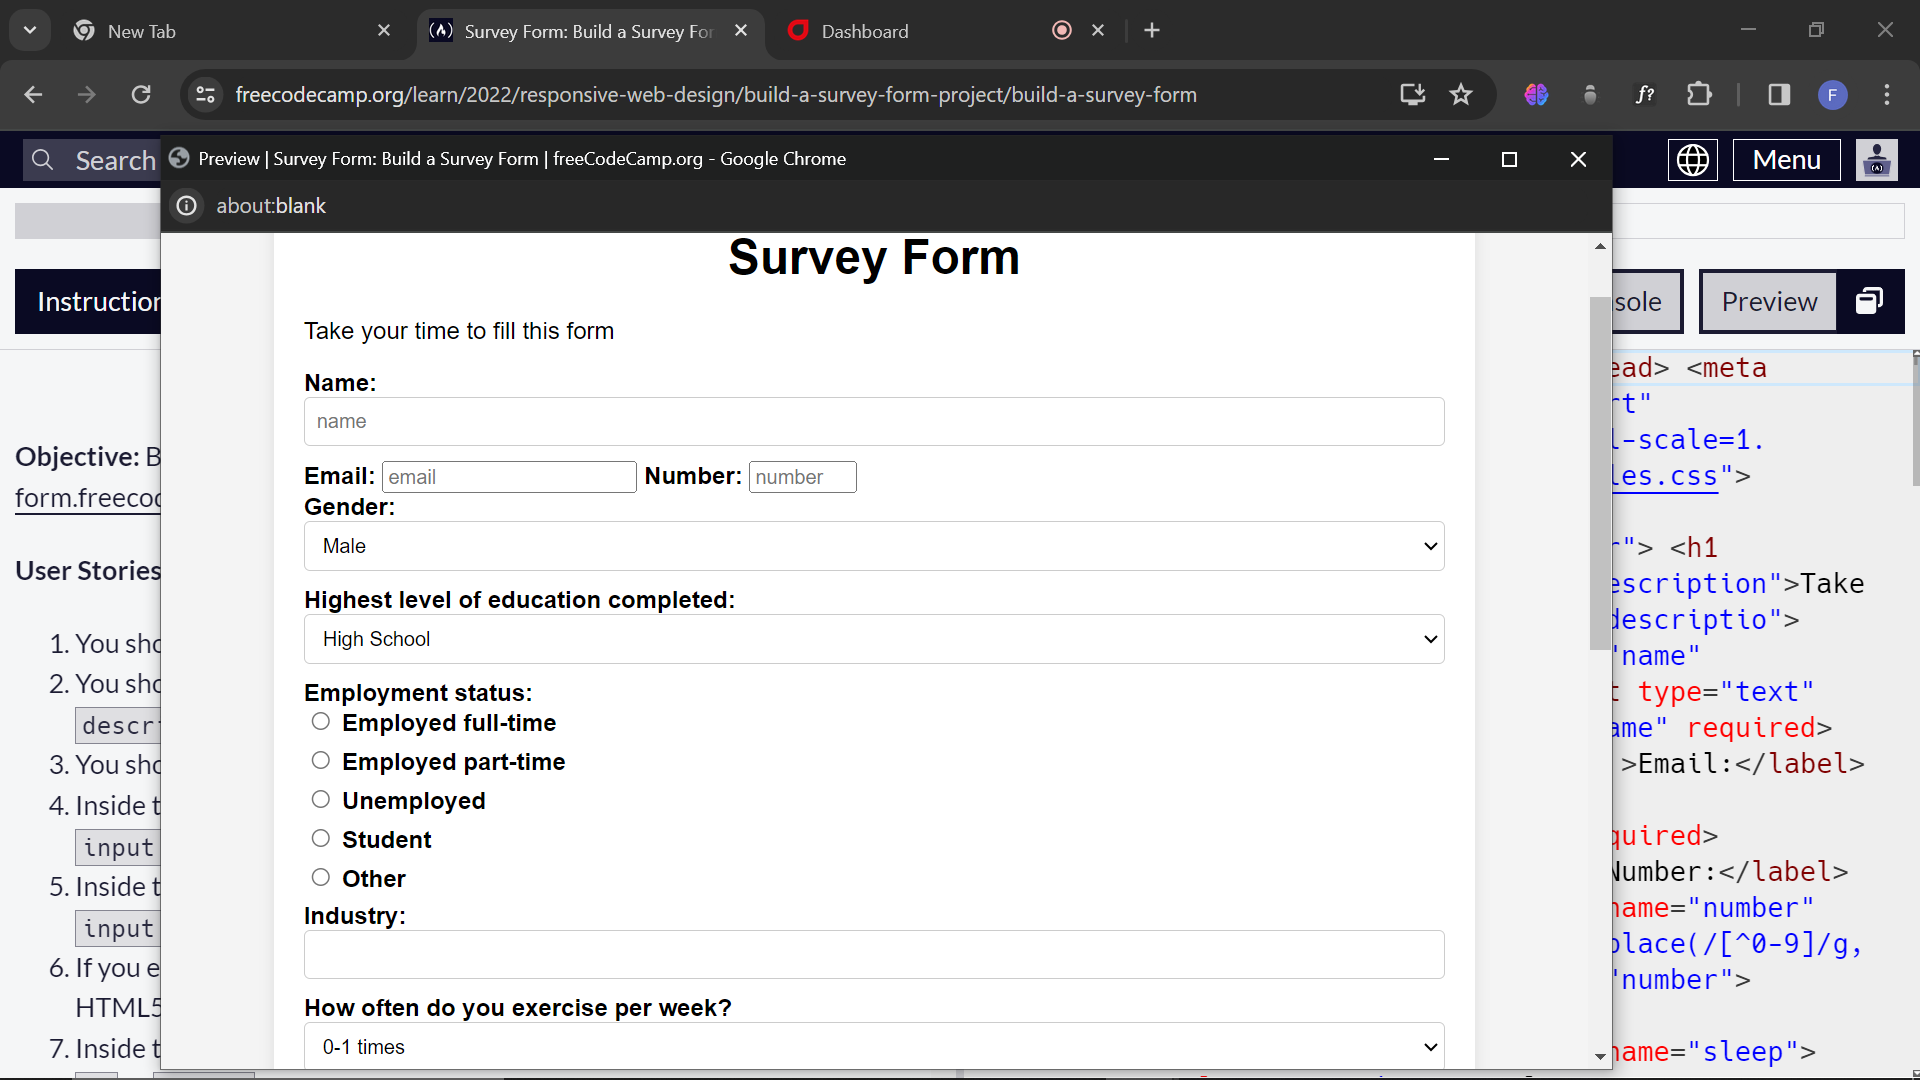 New Tab
Survey Form: Build a Survey For
Dashboard
freecodecamp.org/learn/2022/responsive-web-design/build-a-survey-form-project/build-a-survey-form
f?
F
Search
Preview | Survey Form: Build a Survey Form | freeCodeCamp.org - Google Chrome
Menu
about:blank
Instruction
sole
Preview
Survey Form
Take your time to fill this form
Name:
name
Email: email Number: number
Gender:
Male
Highest level of education completed:
High School
Employment status:
Employed full-time
Employed part-time
Unemployed
Student
Other
Industry:
How often do you exercise per week?
0-1 times
Objective: B
form.freecod
User Stories
1. You sho
2. You sho
descri
3. You sho
4. Inside t
input
5. Inside t
input
6. If you e
HTML5
7. Inside t
ead> <meta
rt"
l-scale=1.
les.css">
r"> <h1
escription">Take
descriptio">
"name"
t type="text"
ame" required>
>Email:</label>
quired>
Number:</label>
name="number"
place(/[^0-9]/g,
"number">
name="sleep">